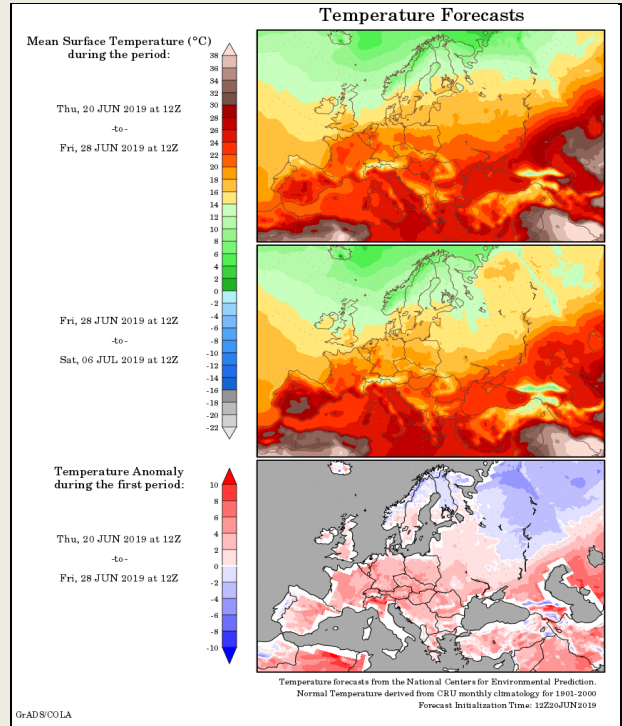 Temperature Forecasts
Mean Surface Temperature (°C)
during the period:
Thu, 20 JUN 2019 at 12Z
-to-
Fri, 28 JUN 2019 at 12Z
38
36
34
32
30
28
26
24
22
20
18
16
14
12
10
8
6
4
2
0
-2
-4
-6
-8
-10
-12
-14
-16
-18
-20
-22
Fri, 28 JUN 2019 at 12Z
-to-
Sat, 06 JUL 2019 at 12Z
Temperature Anomaly
during the first period:
Thu, 20 JUN 2019 at 12Z
-to-
Fri, 28 JUN 2019 at 12Z
10
8
6
4
2
0
-2
-4
-6
-8
-10
Temperature forecasts from the National Centers for Environmental Prediction.
Normal Temperature derived from CRU monthly climatology for 1901-2000
Forecast Initialization Time: 12Z20JUN2019
GrADS/COLA